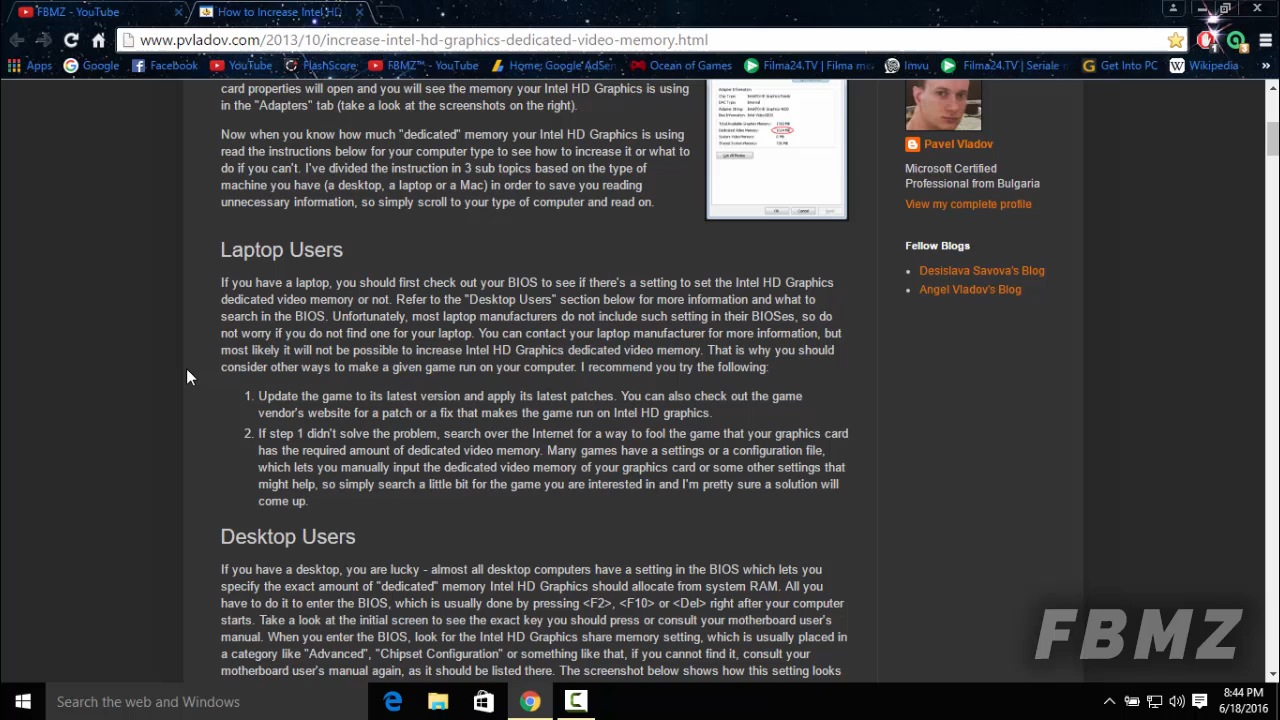 FBMZ - YouTube
How to Increase Intel HD
www.pvladov.com/2013/10/increase-intel-hd-graphics-dedicated-video-memory.html
Apps
Google
Facebook
YouTube
FlashScore
FBMZ™ - YouTube
Home: Google AdSen
Ocean of Games
Filma24.TV | Filma m
Imvu
Filma24.TV | Seriale
Get Into PC
Wikipedia
»
card properties will open and you will see the memory your Intel HD Graphics is using
in the "Adapter" tab (take a look at the screenshots on the right).
Now when you know how much "dedicated" memory your Intel HD Graphics is using
read the instructions below for your computer type to see how to increase it or what to
do if you can't. I have divided the instruction in 3 sub topics based on the type of
machine you have (a desktop, a laptop or a Mac) in order to save you reading
unnecessary information, so simply scroll to your type of computer and read on.
Pavel Vladov
Microsoft Certified
Professional from Bulgaria
View my complete profile
Fellow Blogs
Desislava Savova's Blog
Angel Vladov's Blog
Laptop Users
If you have a laptop, you should first check out your BIOS to see if there's a setting to set the Intel HD Graphics
dedicated video memory or not. Refer to the "Desktop Users" section below for more information and what to
search in the BIOS. Unfortunately, most laptop manufacturers do not include such setting in their BIOSes, so do
not worry if you do not find one for your laptop. You can contact your laptop manufacturer for more information, but
most likely it will not be possible to increase Intel HD Graphics dedicated video memory. That is why you should
consider other ways to make a given game run on your computer. I recommend you try the following:
1. Update the game to its latest version and apply its latest patches. You can also check out the game
vendor's website for a patch or a fix that makes the game run on Intel HD graphics.
2. If step 1 didn't solve the problem, search over the Internet for a way to fool the game that your graphics card
has the required amount of dedicated video memory. Many games have a settings or a configuration file,
which lets you manually input the dedicated video memory of your graphics card or some other settings that
might help, so simply search a little bit for the game you are interested in and I'm pretty sure a solution will
come up.
Desktop Users
If you have a desktop, you are lucky - almost all desktop computers have a setting in the BIOS which lets you
specify the exact amount of "dedicated" memory Intel HD Graphics should allocate from system RAM. All you
have to do it to enter the BIOS, which is usually done by pressing <F2>, <F10> or <Del> right after your computer
starts. Take a look at the initial screen to see the exact key you should press or consult your motherboard user's
manual. When you enter the BIOS, look for the Intel HD Graphics share memory setting, which is usually placed in
a category like "Advanced", "Chipset Configuration" or something like that, if you cannot find it, consult your
motherboard user's manual again, as it should be listed there. The screenshot below shows how this setting looks
FBMZ
Search the web and Windows
8:44 PM
6/18/2016